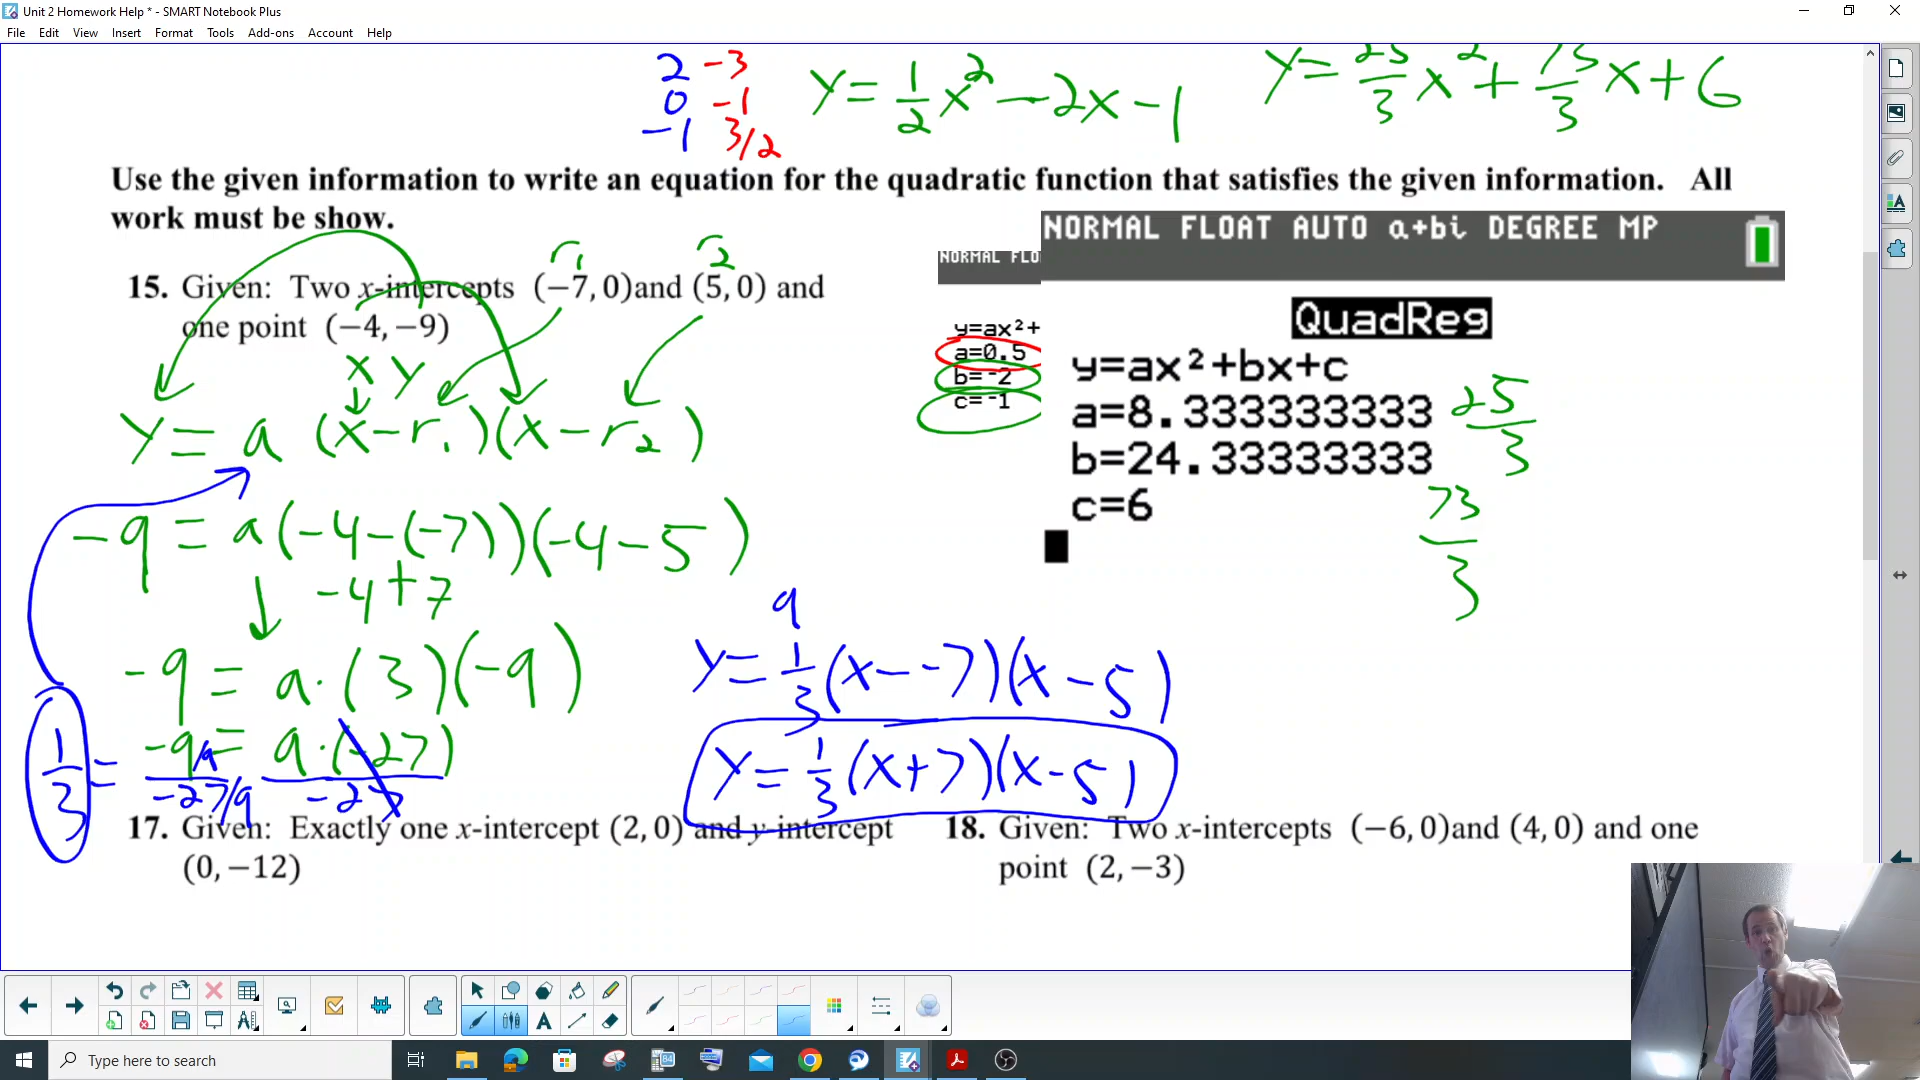 Unit 2 Homework Help * - SMART Notebook Plus
File Edit View Insert Format Tools Add-ons Account Help
2 -3
0 -1
-1 3/2
y = 1/2 x² - 2x - 1
y = 25/3 x² + 73/3 x + 6
Use the given information to write an equation for the quadratic function that satisfies the given information. All
work must be show.
r₁ r₂
15. Given: Two x-intercepts (−7, 0)and (5, 0) and
one point (−4, −9)
x y
y = a (x - r₁)(x - r₂)
-9 = a(-4-(-7))(-4-5)
-4+7
-9 = a·(3)(-9)
-9 = a·(-27)
1/3 = -27/9 -27
NORMAL FLO
y=ax²+
a=0.5
b=-2
c=-1
NORMAL FLOAT AUTO a+bi DEGREE MP
QuadReg
y=ax²+bx+c
a=8.333333333 25/3
b=24.33333333 73/3
c=6
a
y = 1/3 (x--7)(x-5)
y = 1/3 (x+7)(x-5)
17. Given: Exactly one x-intercept (2, 0) and y-intercept
(0, −12)
18. Given: Two x-intercepts (−6, 0)and (4, 0) and one
point (2, −3)
Type here to search